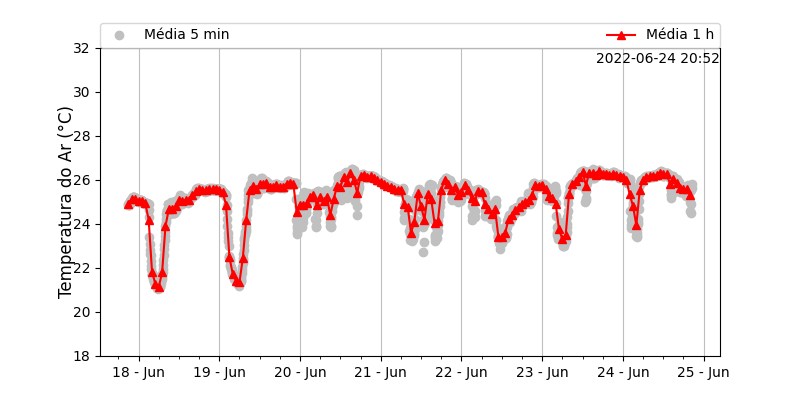 Média 5 min
Média 1 h
2022-06-24 20:52
Temperatura do Ar (°C)
32
30
28
26
24
22
20
18
18 - Jun
19 - Jun
20 - Jun
21 - Jun
22 - Jun
23 - Jun
24 - Jun
25 - Jun